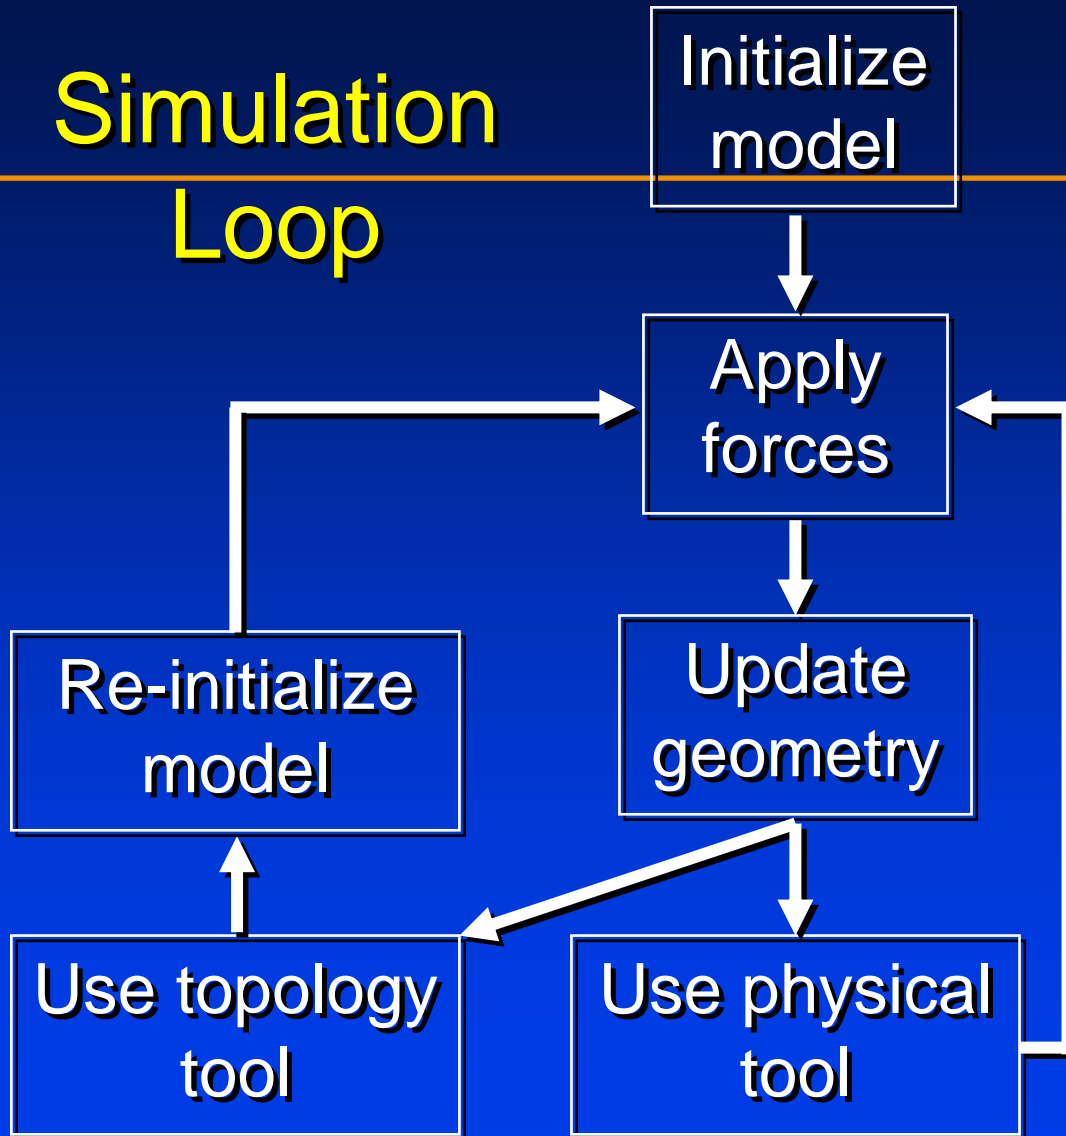 Simulation
Loop
Initialize
model
Apply
forces
Update
geometry
Re-initialize
model
Use topology
tool
Use physical
tool